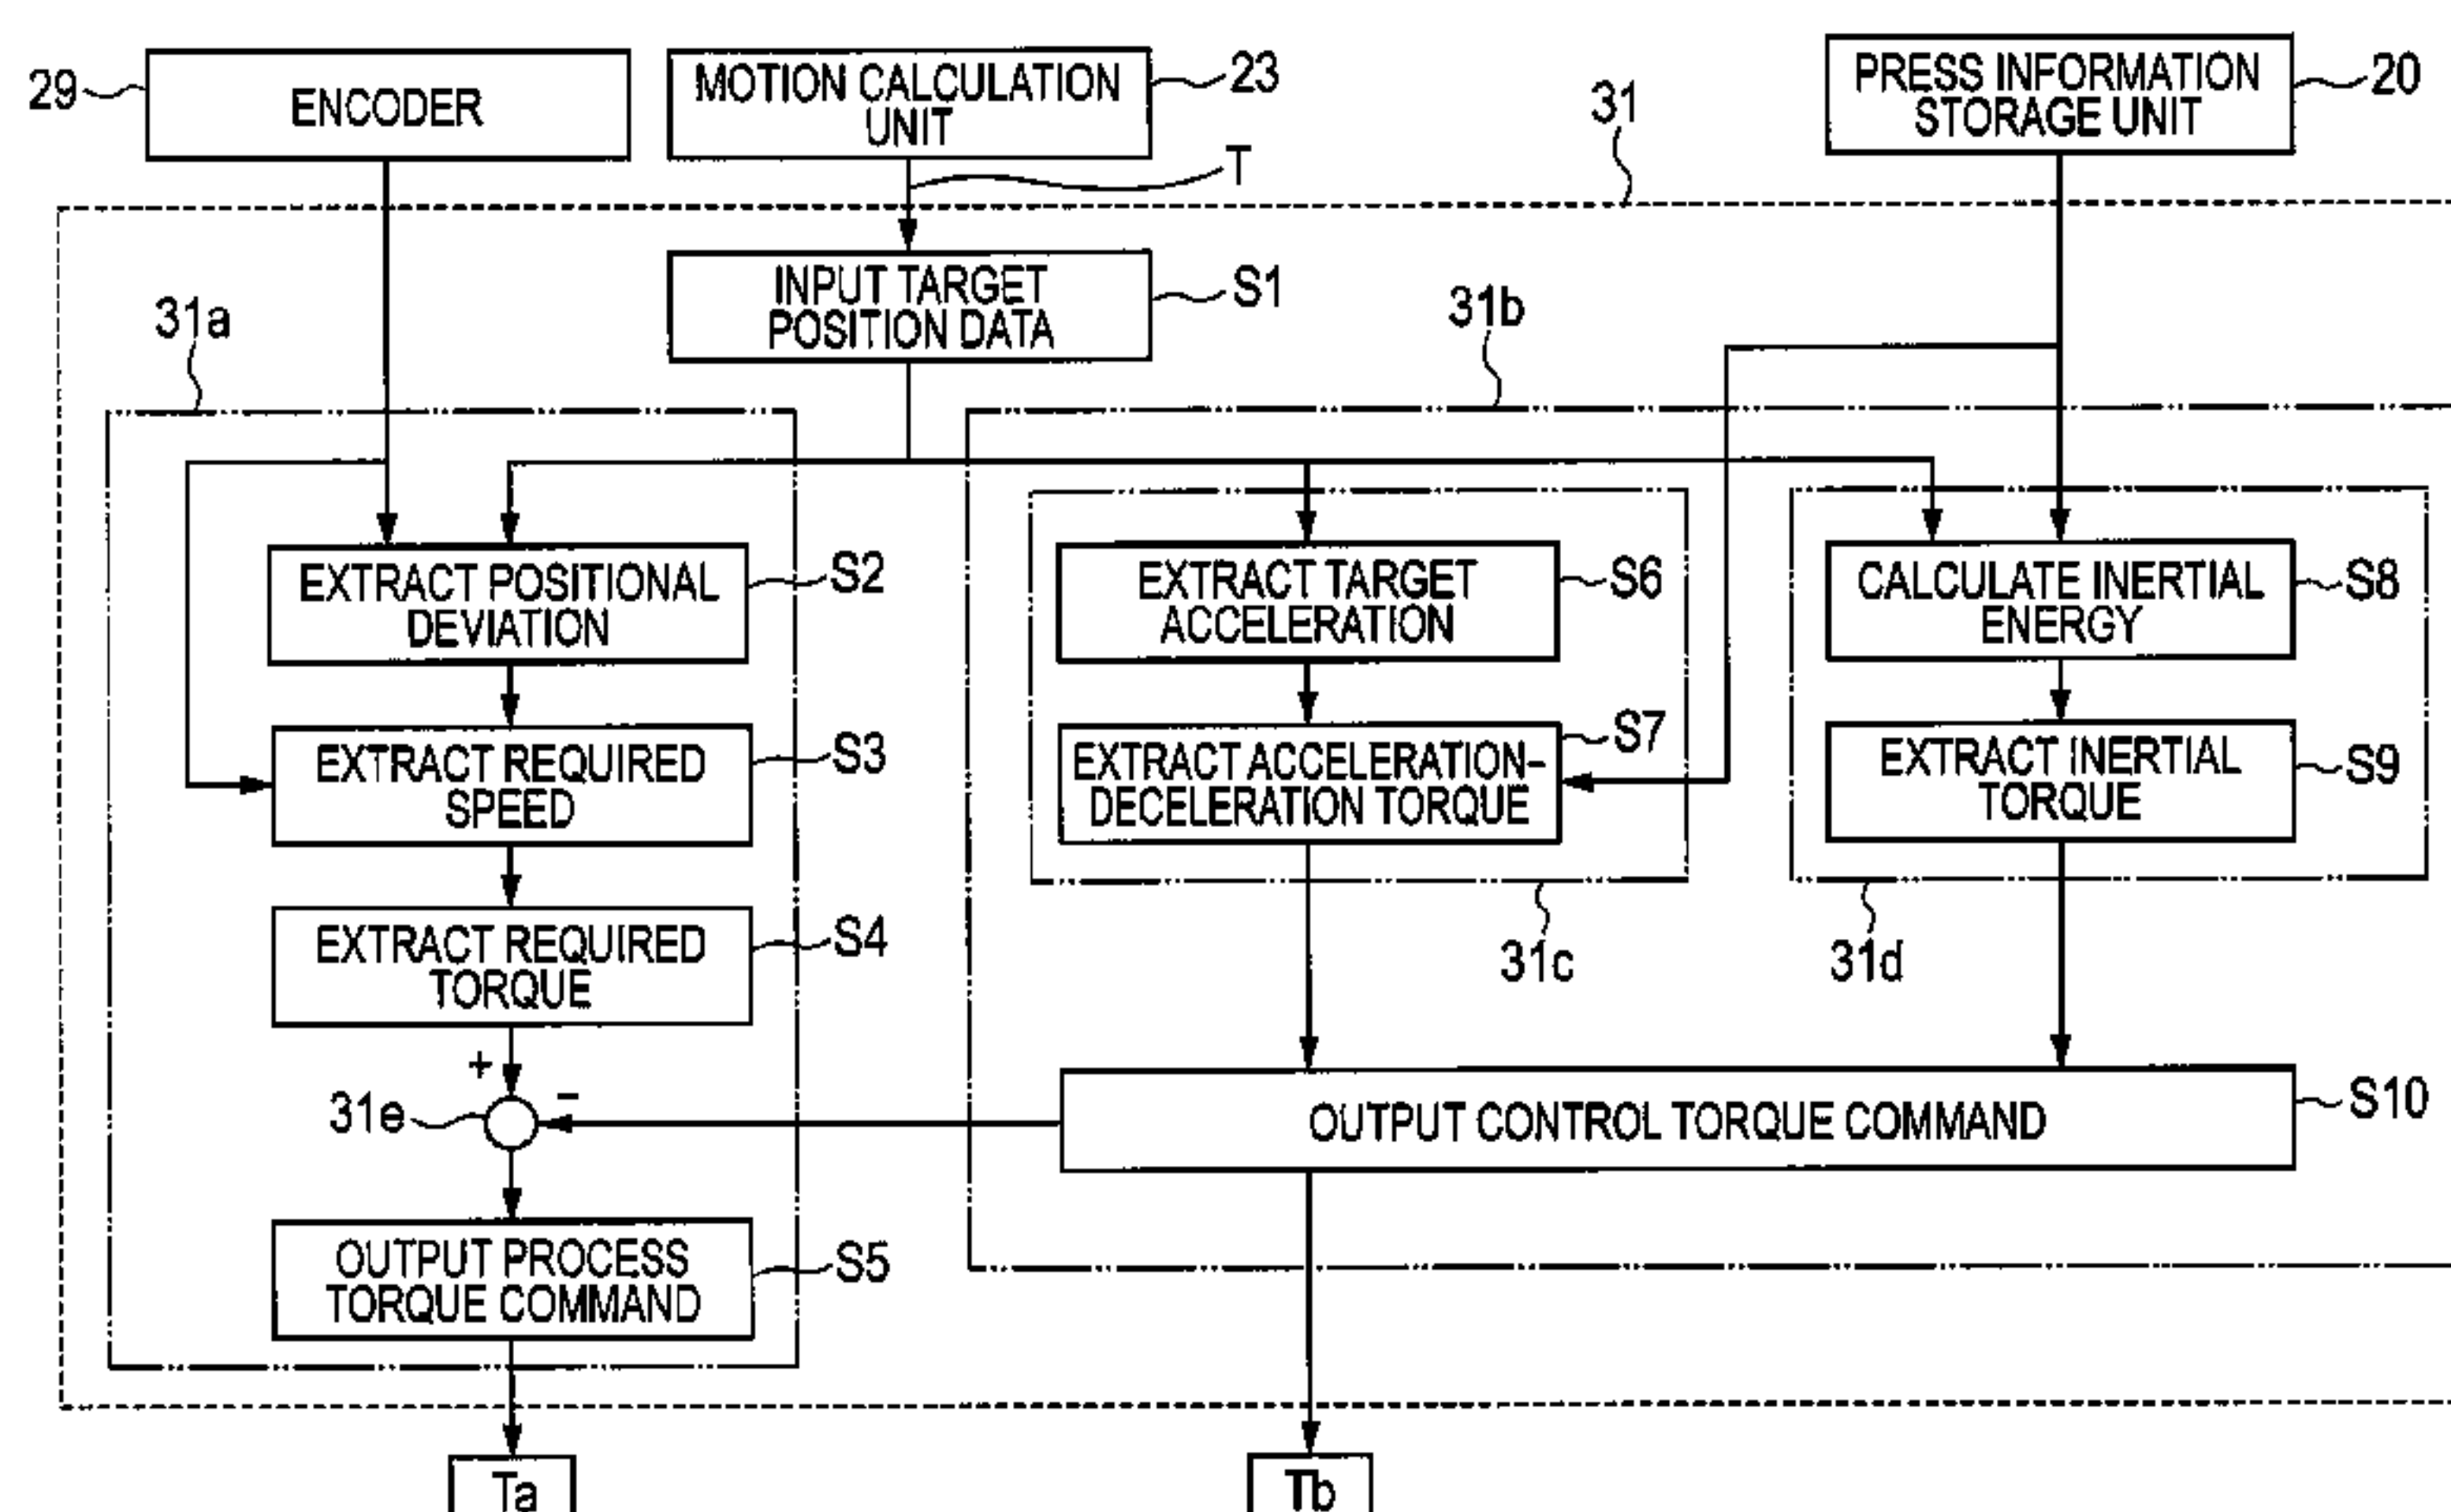 29
ENCODER
MOTION CALCULATION
UNIT
23
T
31
PRESS INFORMATION
STORAGE UNIT
20
INPUT TARGET
POSITION DATA
S1
31a
31b
EXTRACT POSITIONAL
DEVIATION
S2
EXTRACT TARGET
ACCELERATION
S6
CALCULATE INERTIAL
ENERGY
S8
EXTRACT REQUIRED
SPEED
S3
EXTRACT ACCELERATION-
DECELERATION TORQUE
S7
EXTRACT INERTIAL
TORQUE
S9
EXTRACT REQUIRED
TORQUE
S4
31c
31d
+
-
31e
OUTPUT CONTROL TORQUE COMMAND
S10
OUTPUT PROCESS
TORQUE COMMAND
S5
Ta
Tb